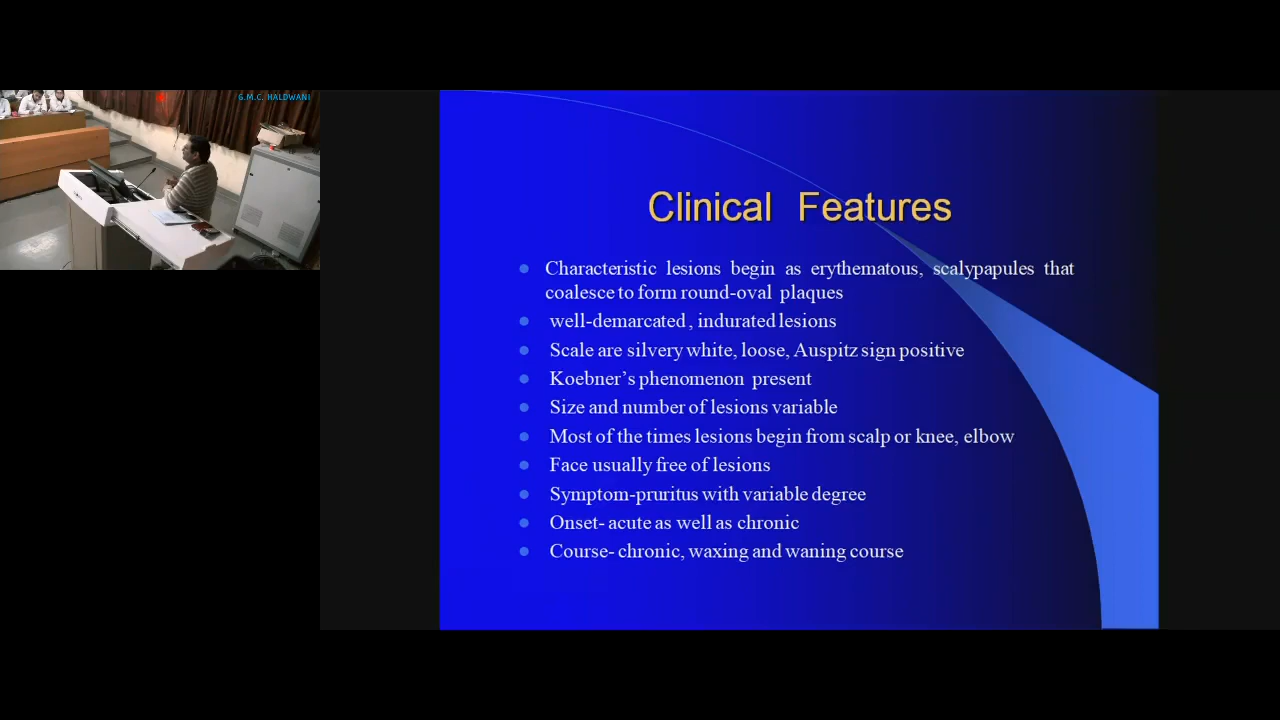 G.M.C. HALDWANI
Clinical Features
Characteristic lesions begin as erythematous, scalypapules that
coalesce to form round-oval plaques
well-demarcated , indurated lesions
Scale are silvery white, loose, Auspitz sign positive
Koebner’s phenomenon present
Size and number of lesions variable
Most of the times lesions begin from scalp or knee, elbow
Face usually free of lesions
Symptom-pruritus with variable degree
Onset- acute as well as chronic
Course- chronic, waxing and waning course